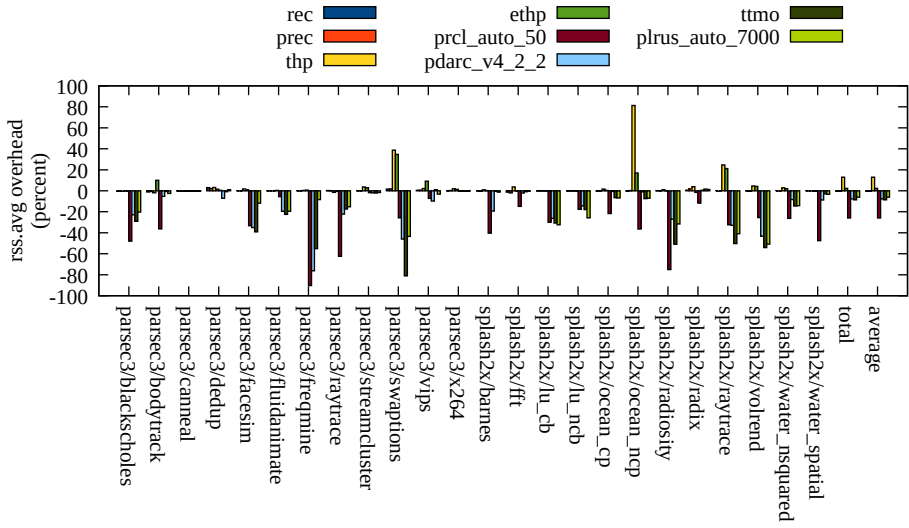 rec
prec
thp
ethp
prcl_auto_50
pdarc_v4_2_2
ttmo
plrus_auto_7000
rss.avg overhead
(percent)
100
80
60
40
20
0
-20
-40
-60
-80
-100
parsec3/blackscholes
parsec3/bodytrack
parsec3/canneal
parsec3/dedup
parsec3/facesim
parsec3/fluidanimate
parsec3/freqmine
parsec3/raytrace
parsec3/streamcluster
parsec3/swaptions
parsec3/vips
parsec3/x264
splash2x/barnes
splash2x/fft
splash2x/lu_cb
splash2x/lu_ncb
splash2x/ocean_cp
splash2x/ocean_ncp
splash2x/radiosity
splash2x/radix
splash2x/raytrace
splash2x/volrend
splash2x/water_nsquared
splash2x/water_spatial
total
average